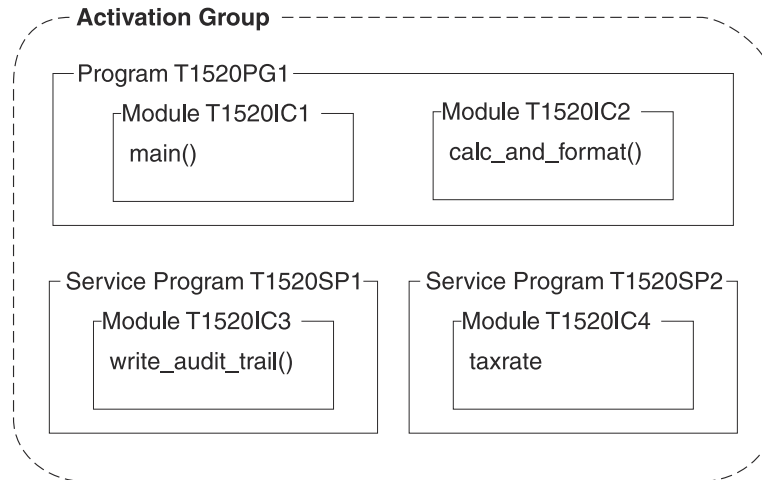 Activation Group
Program T1520PG1
Module T1520IC1
Module T1520IC2
main()
calc_and_format()
Service Program T1520SP1
Service Program T1520SP2
Module T1520IC3
Module T1520IC4
write_audit_trail()
taxrate